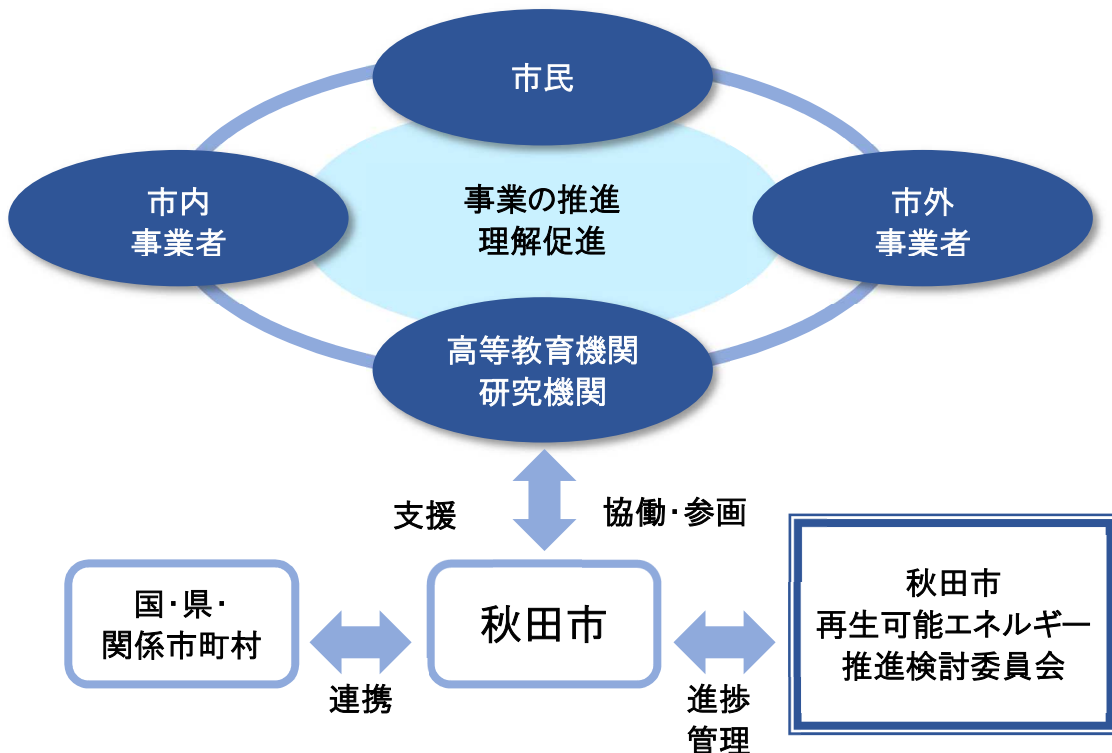 市民
市内
事業者
事業の推進
理解促進
市外
事業者
高等教育機関
研究機関
支援
協働・参画
国・県・
関係市町村
連携
秋田市
進捗
管理
秋田市
再生可能エネルギー
推進検討委員会